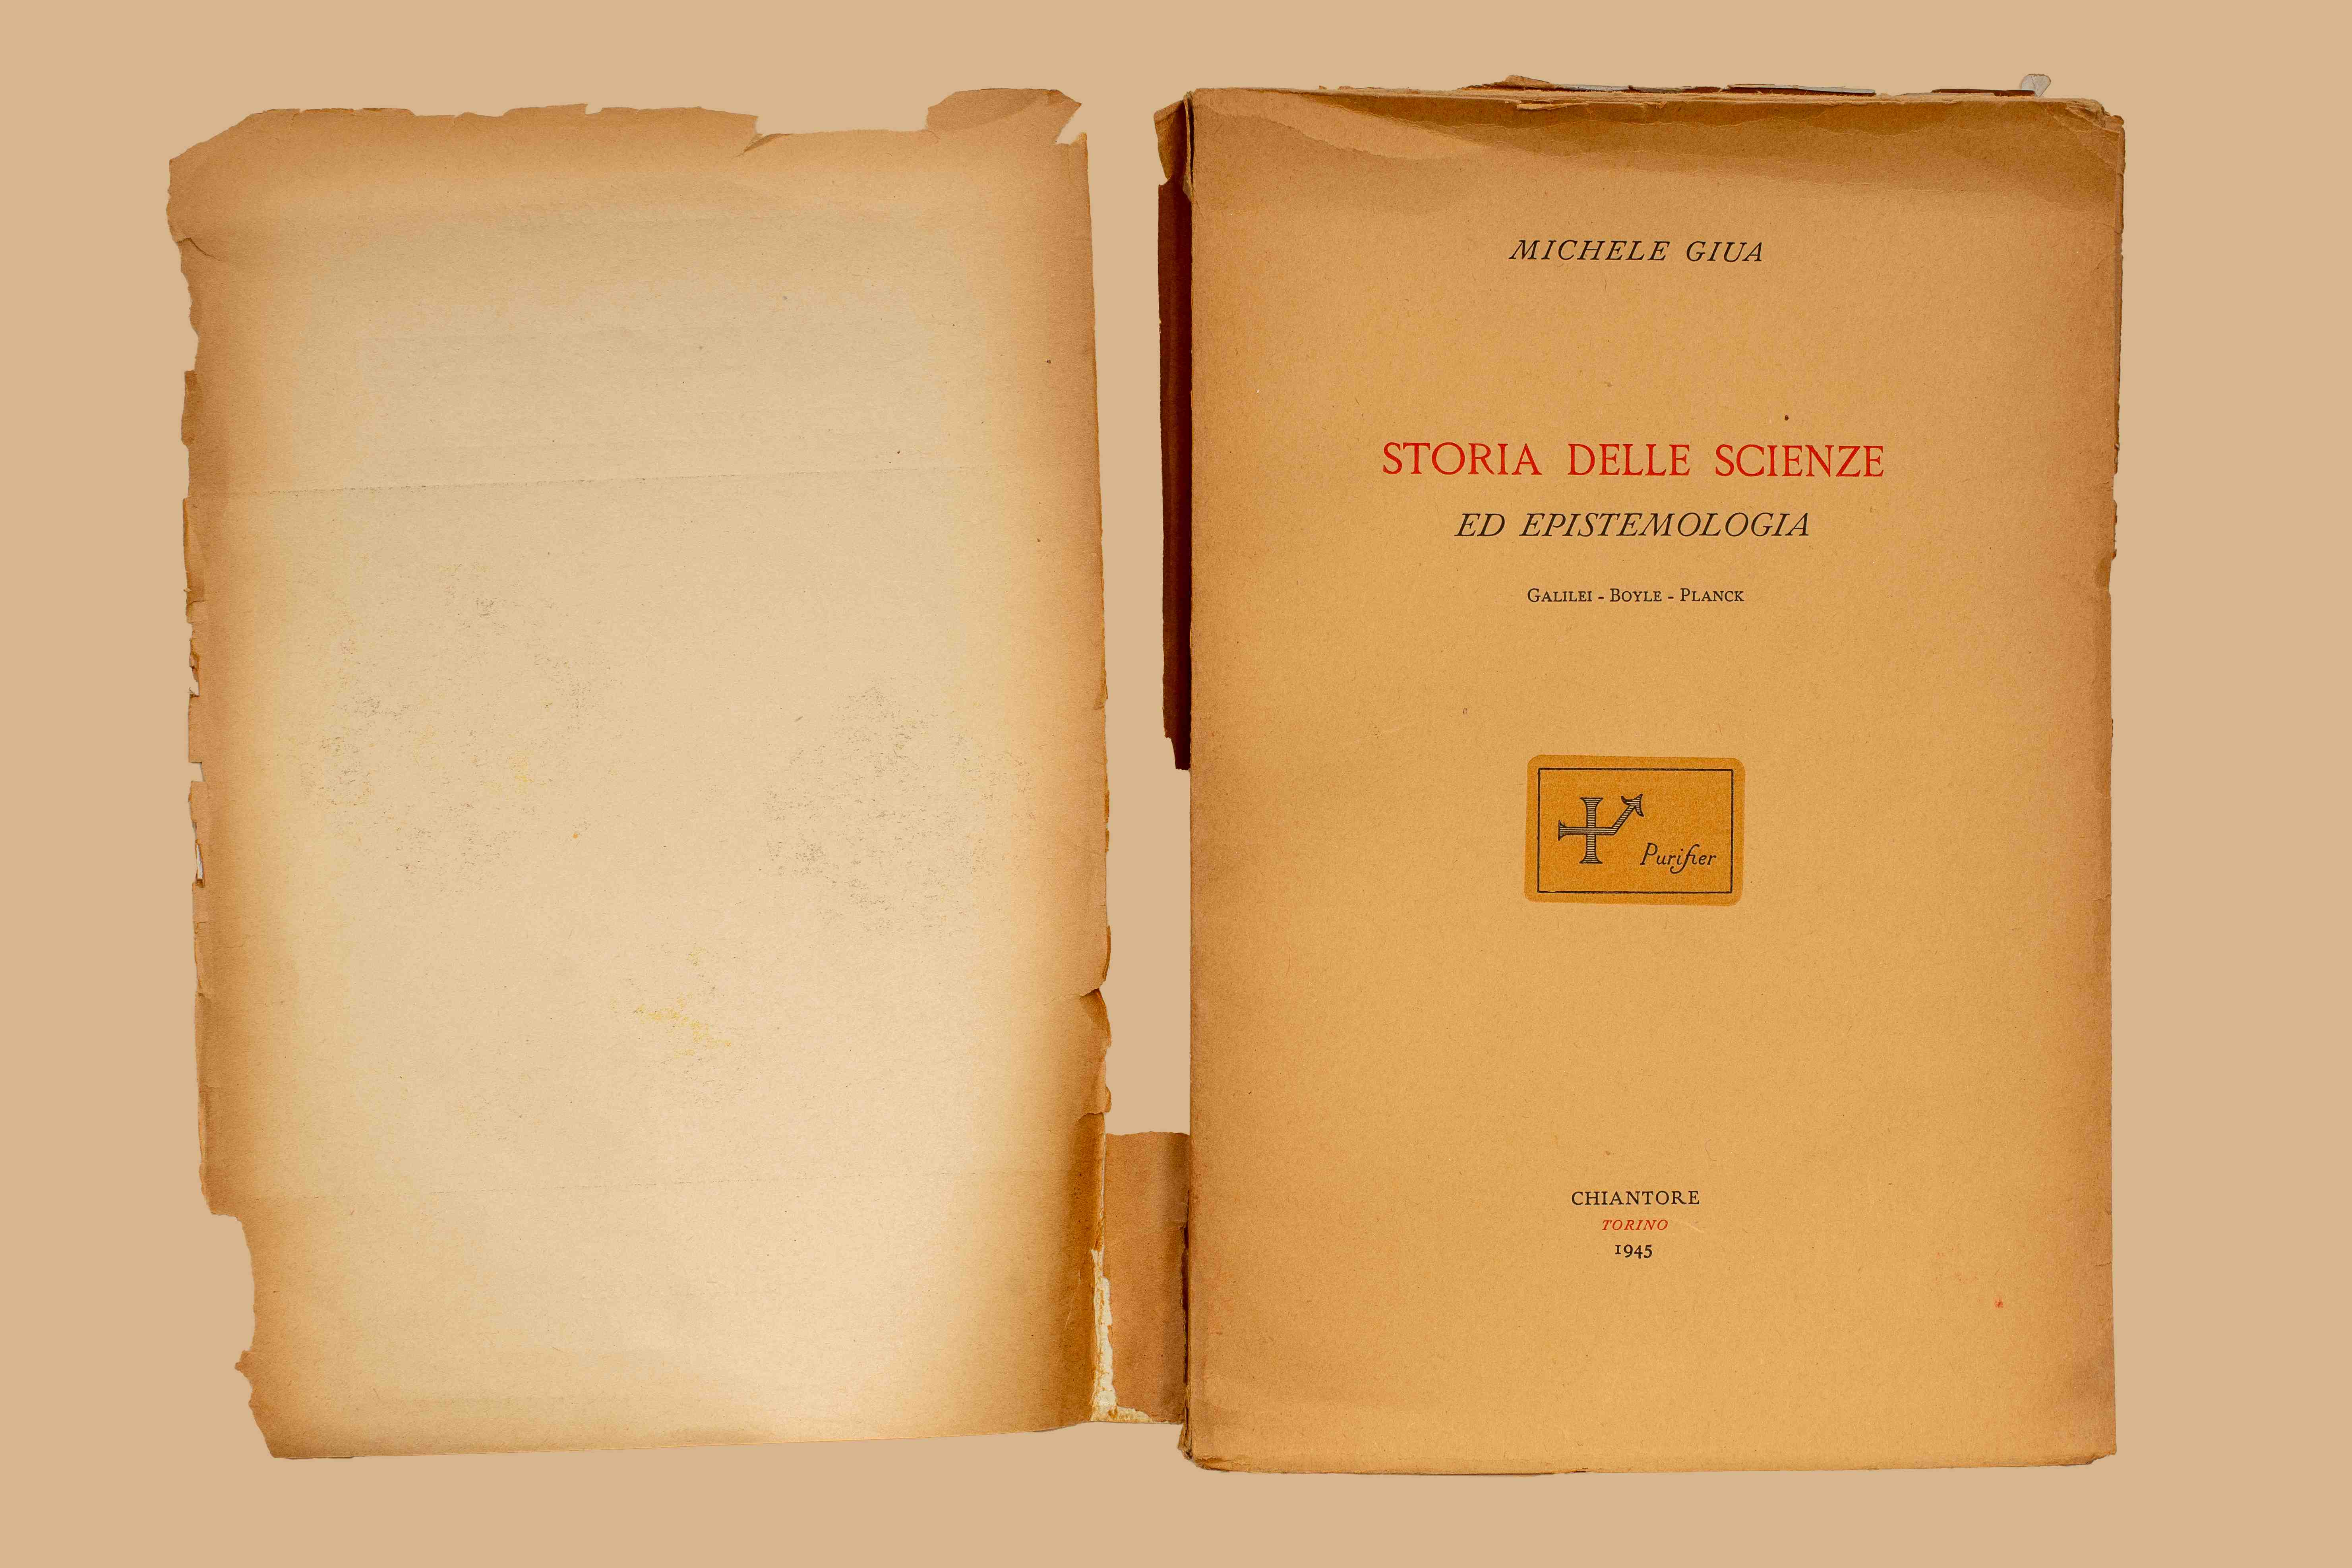 MICHELE GIUA
STORIA DELLE SCIENZE
ED EPISTEMOLOGIA
GALILEI - BOYLE - PLANCK
Purifier
CHIANTORE
TORINO
1945